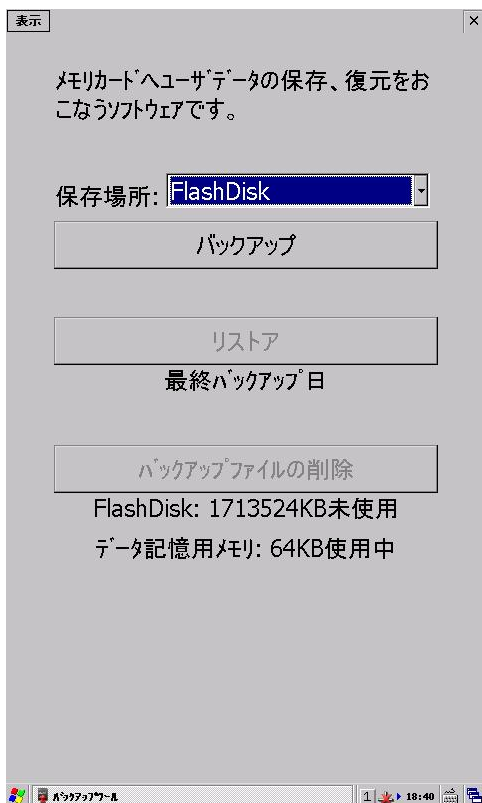 表示
ﾒﾓﾘｶｰﾄﾞへﾕｰｻﾞﾃﾞｰﾀの保存、復元をお
こなうｿﾌﾄｳｪｱです。
保存場所: FlashDisk
ﾊﾞｯｸｱｯﾌﾟ
ﾘｽﾄｱ
最終ﾊﾞｯｸｱｯﾌﾟ日
ﾊﾞｯｸｱｯﾌﾟﾌｧｲﾙの削除
FlashDisk: 1713524KB未使用
ﾃﾞｰﾀ記憶用ﾒﾓﾘ: 64KB使用中
ﾊﾞｯｸｱｯﾌﾟﾂｰﾙ 1 18:40